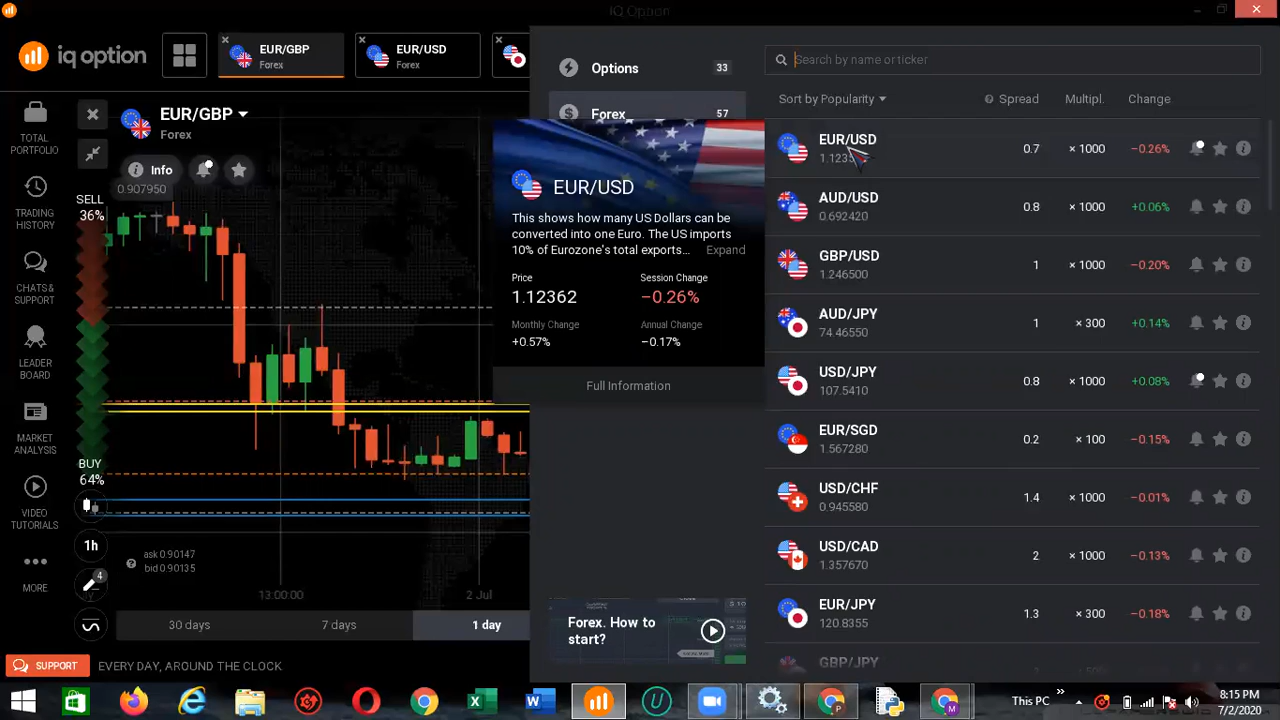 IQ Option
iq option
EUR/GBP
Forex
EUR/USD
Forex
TOTAL
PORTFOLIO
TRADING
HISTORY
CHATS &
SUPPORT
LEADER
BOARD
MARKET
ANALYSIS
VIDEO
TUTORIALS
MORE
EUR/GBP
Forex
Info
0.907950
SELL
36%
BUY
64%
1h
4
ask 0.90147
bid 0.90135
13:00:00
2 Jul
30 days
7 days
1 day
Options
33
Forex
57
EUR/USD
This shows how many US Dollars can be
converted into one Euro. The US imports
10% of Eurozone's total exports... Expand
Price
Session Change
1.12362
−0.26%
Monthly Change
Annual Change
+0.57%
−0.17%
Full Information
Forex. How to
start?
Search by name or ticker
Sort by Popularity
Spread
Multipl.
Change
EUR/USD
0.7
× 1000
−0.26%
AUD/USD
0.692420
0.8
× 1000
+0.06%
GBP/USD
1.246500
1
× 1000
−0.20%
AUD/JPY
74.46550
1
× 300
+0.14%
USD/JPY
107.5410
0.8
× 1000
+0.08%
EUR/SGD
1.567280
0.2
× 100
−0.15%
USD/CHF
0.945580
1.4
× 1000
−0.01%
USD/CAD
1.357670
2
× 1000
−0.13%
EUR/JPY
120.8355
1.3
× 300
−0.18%
GBP/JPY
SUPPORT
EVERY DAY, AROUND THE CLOCK
This PC
8:15 PM
7/2/2020